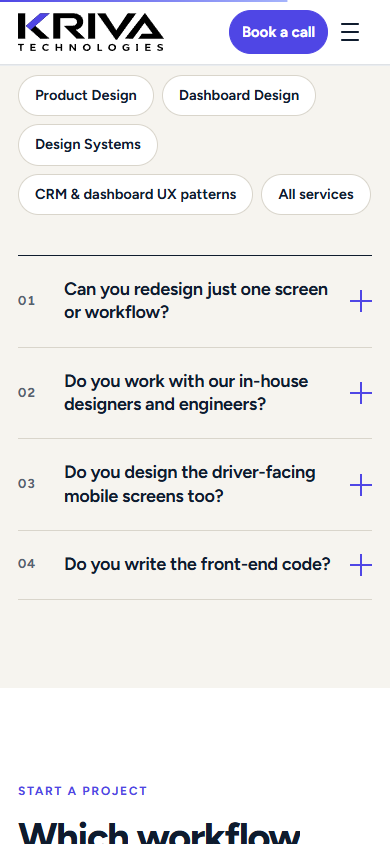 KRIVA
TECHNOLOGIES
Book a call
Product Design
Dashboard Design
Design Systems
CRM & dashboard UX patterns
All services
01
Can you redesign just one screen
or workflow?
02
Do you work with our in-house
designers and engineers?
03
Do you design the driver-facing
mobile screens too?
04
Do you write the front-end code?
START A PROJECT
Which workflow